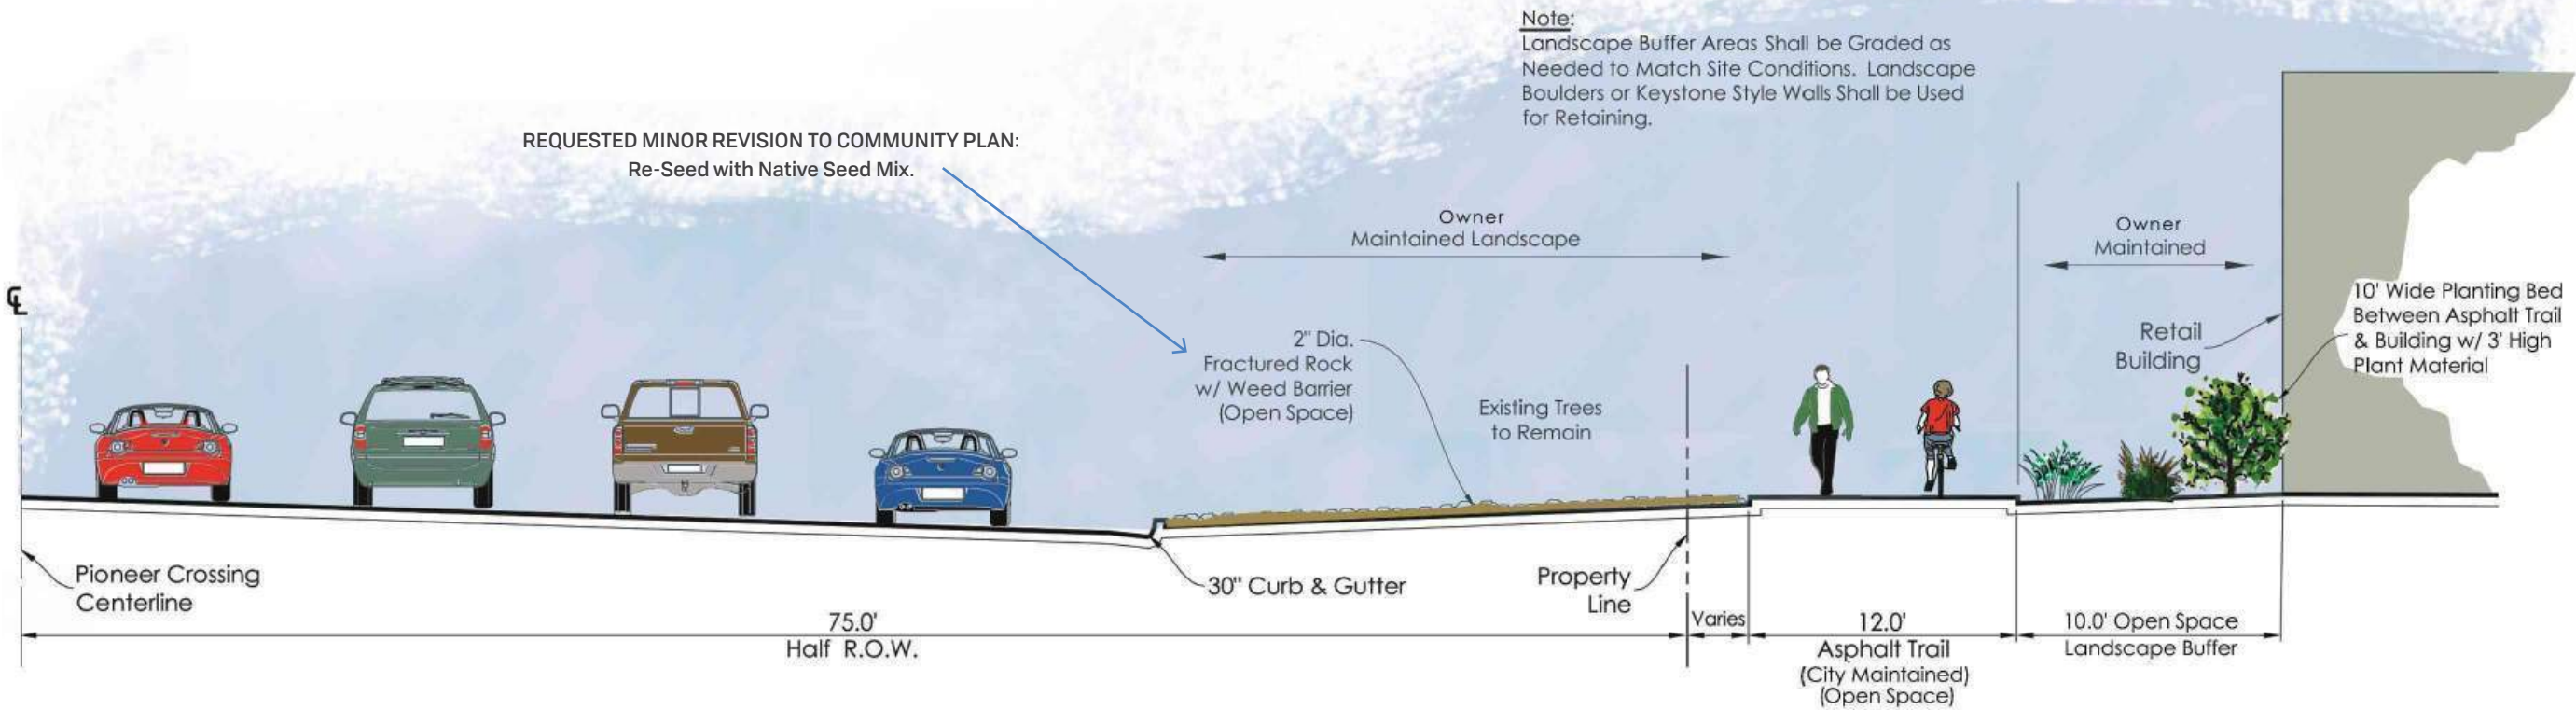 Note:
Landscape Buffer Areas Shall be Graded as
Needed to Match Site Conditions. Landscape
Boulders or Keystone Style Walls Shall be Used
for Retaining.
REQUESTED MINOR REVISION TO COMMUNITY PLAN:
Re-Seed with Native Seed Mix.
Owner
Maintained Landscape
Owner
Maintained
℄
10' Wide Planting Bed
Between Asphalt Trail
& Building w/ 3' High
Plant Material
Retail
Building
2" Dia.
Fractured Rock
w/ Weed Barrier
(Open Space)
Existing Trees
to Remain
Pioneer Crossing
Centerline
30" Curb & Gutter
Property
Line
75.0'
Half R.O.W.
Varies
12.0'
Asphalt Trail
(City Maintained)
(Open Space)
10.0' Open Space
Landscape Buffer